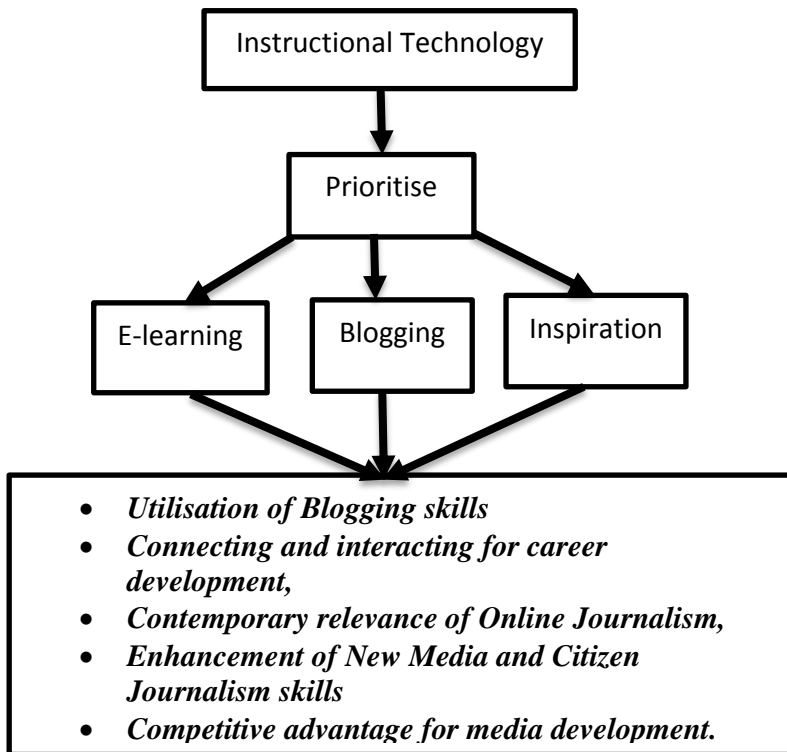 Instructional Technology
Prioritise
E-learning
Blogging
Inspiration
• Utilisation of Blogging skills
• Connecting and interacting for career
development,
• Contemporary relevance of Online Journalism,
• Enhancement of New Media and Citizen
Journalism skills
• Competitive advantage for media development.